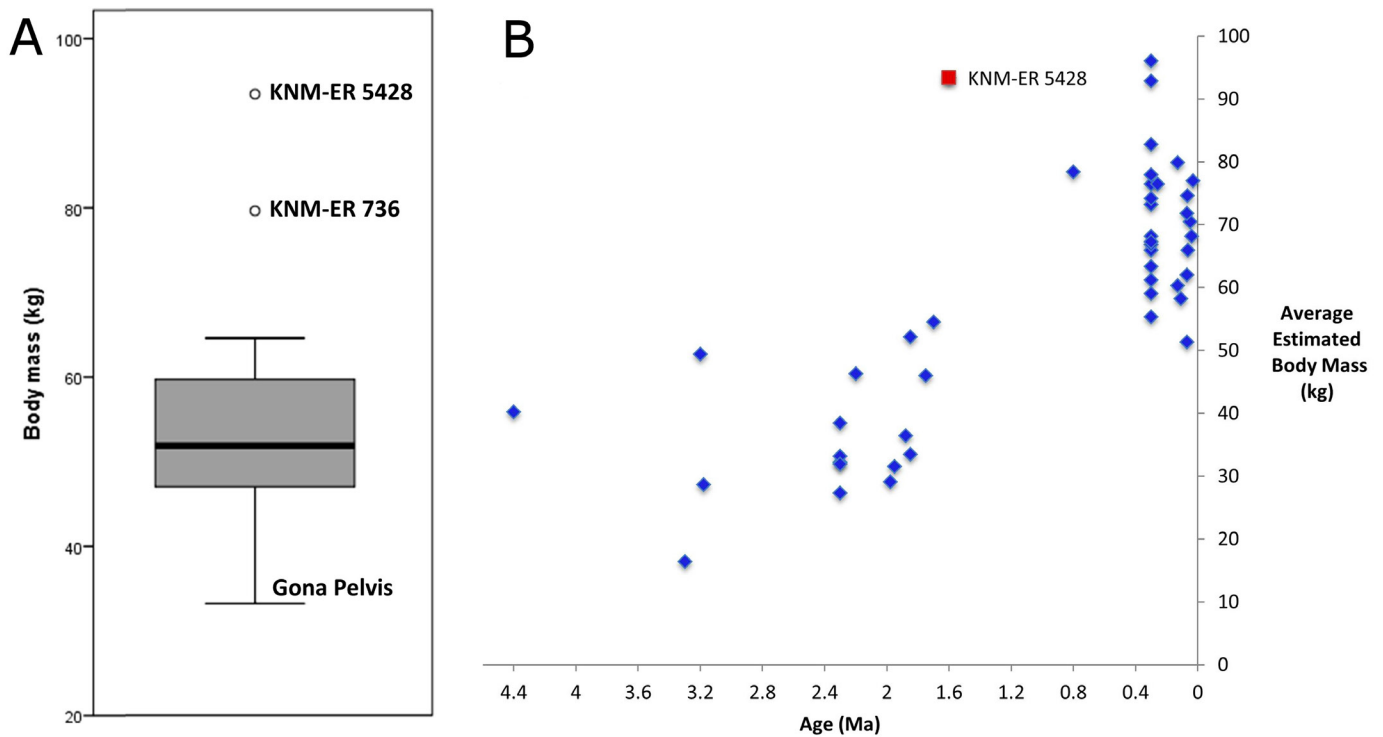 A
100
80
60
40
20
Body mass (kg)
KNM-ER 5428
KNM-ER 736
Gona Pelvis
B
KNM-ER 5428
100
90
80
70
60
50
40
30
20
10
0
Average
Estimated
Body Mass
(kg)
4.4 4 3.6 3.2 2.8 2.4 2 1.6 1.2 0.8 0.4 0
Age (Ma)